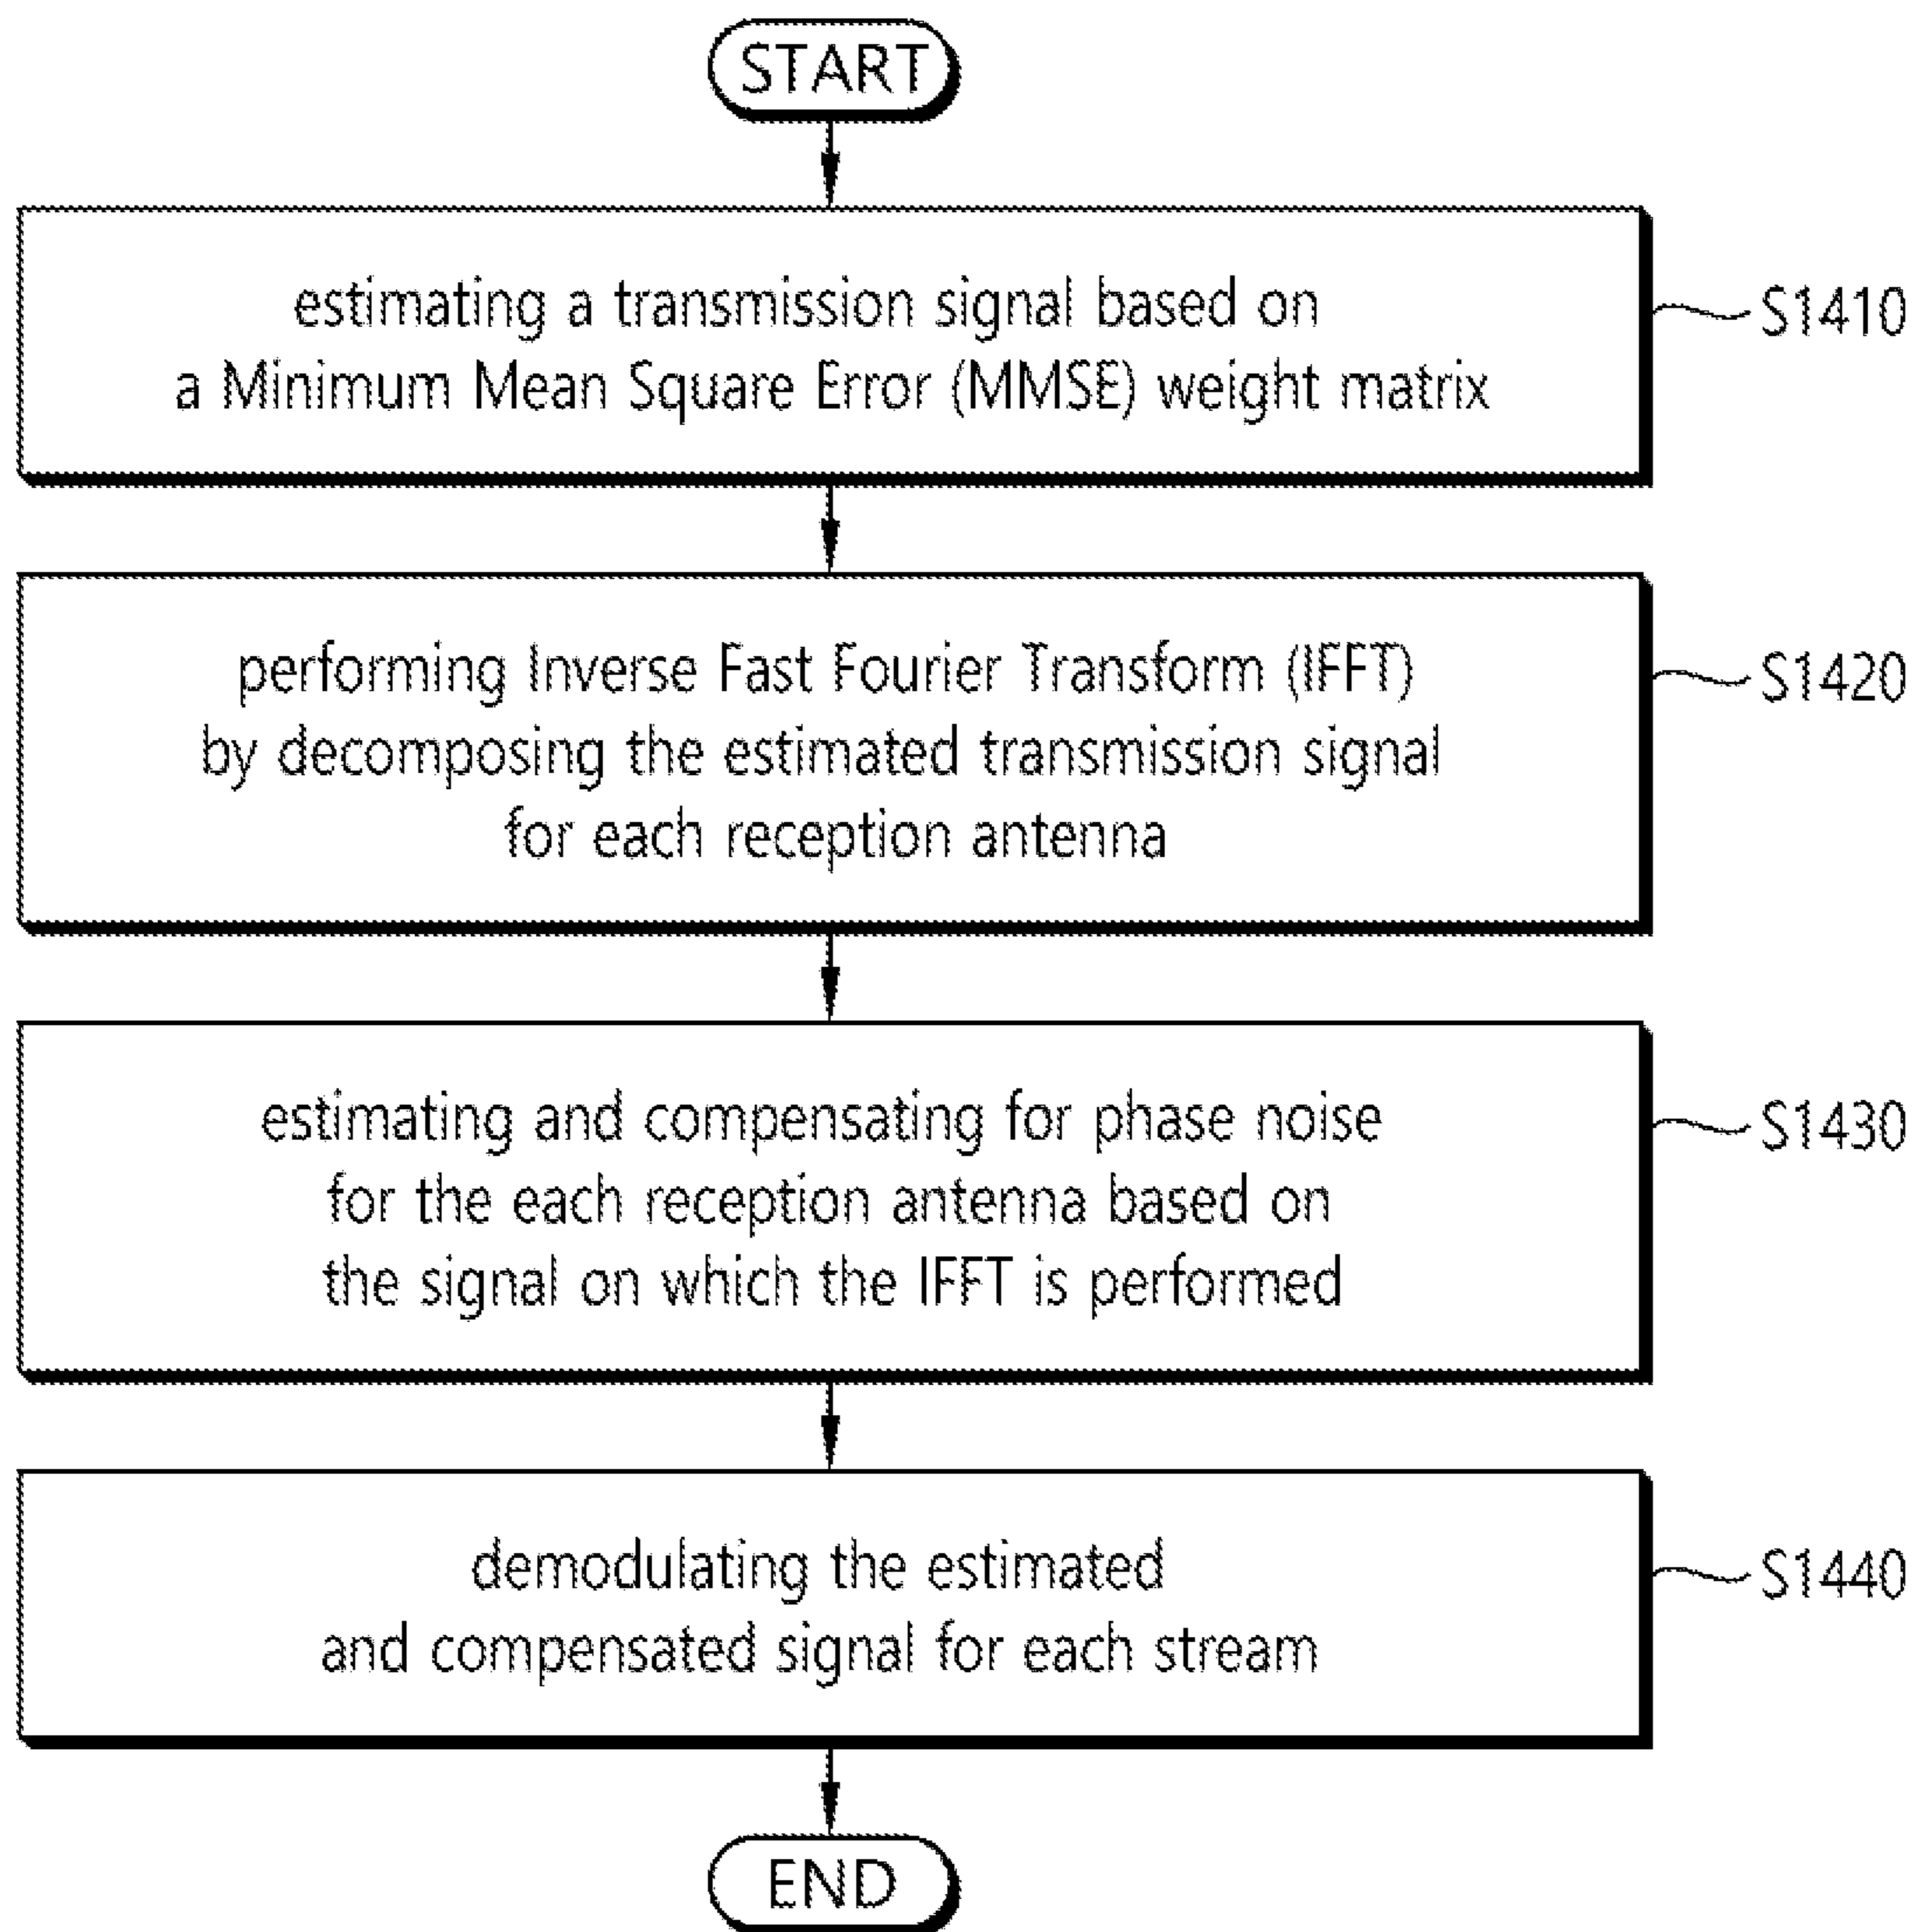 START
estimating a transmission signal based on
a Minimum Mean Square Error (MMSE) weight matrix
S1410
performing Inverse Fast Fourier Transform (IFFT)
by decomposing the estimated transmission signal
for each reception antenna
S1420
estimating and compensating for phase noise
for the each reception antenna based on
the signal on which the IFFT is performed
S1430
demodulating the estimated
and compensated signal for each stream
S1440
END